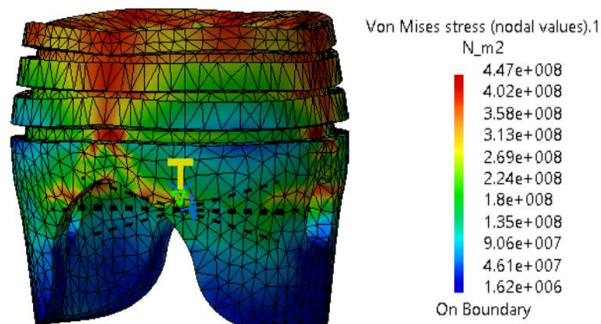 Von Mises stress (nodal values).1
N_m2
4.47e+008
4.02e+008
3.58e+008
3.13e+008
2.69e+008
2.24e+008
1.8e+008
1.35e+008
9.06e+007
4.61e+007
1.62e+006
On Boundary